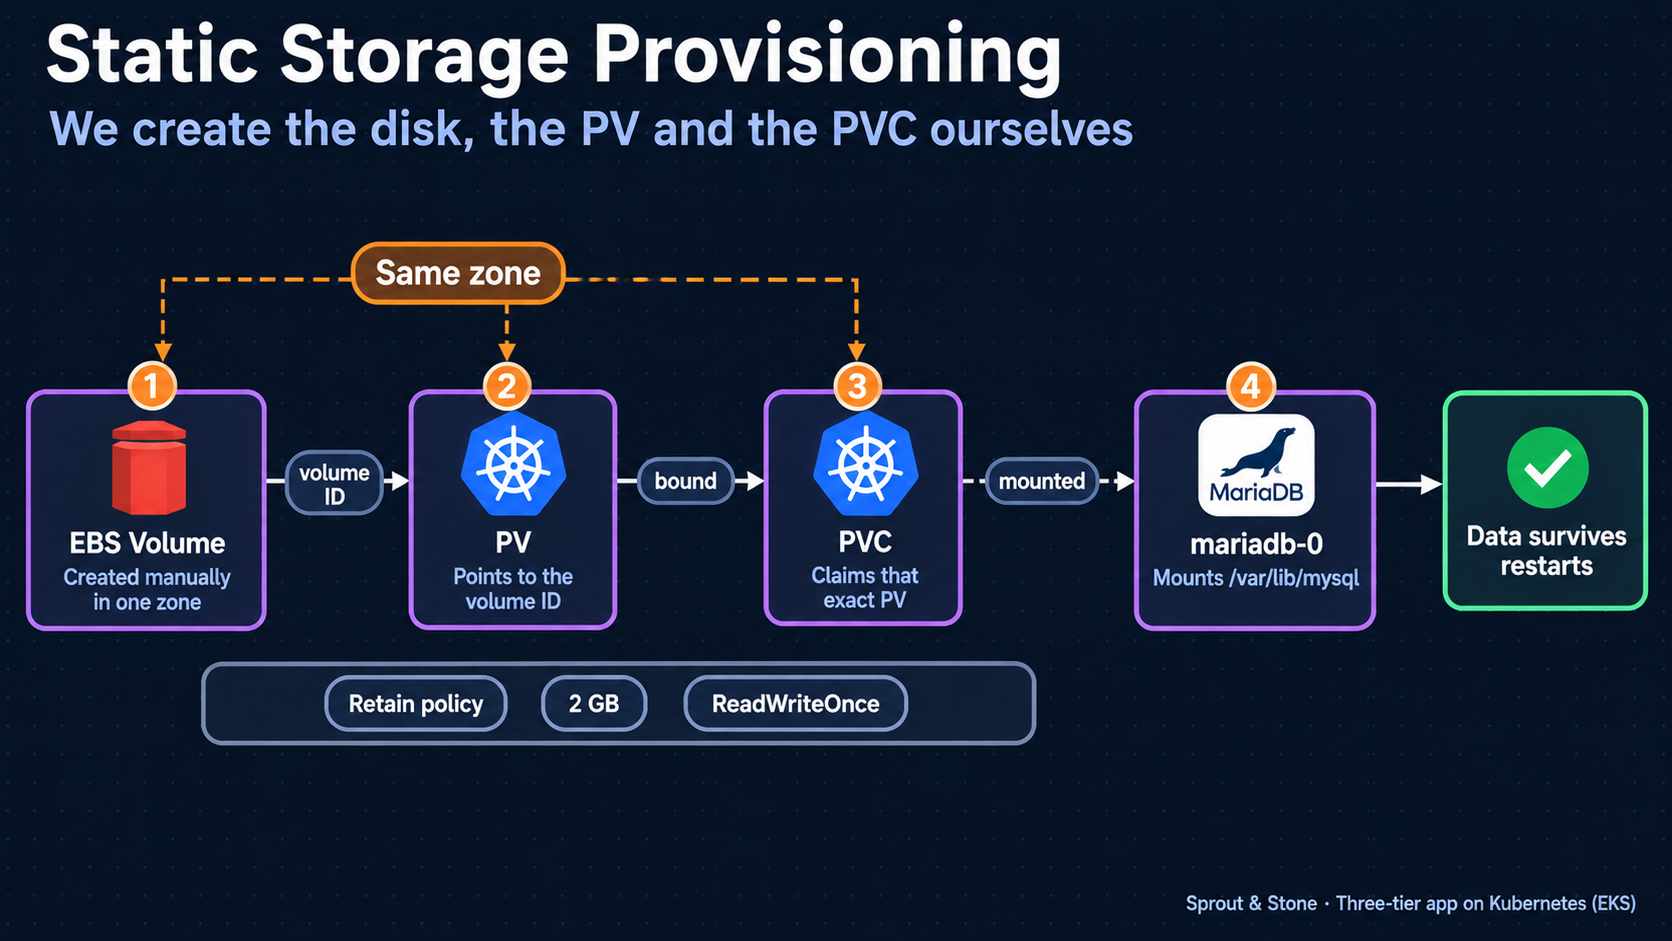 Static Storage Provisioning
We create the disk, the PV and the PVC ourselves
Same zone
1
2
3
4
volume
ID
bound
mounted
MariaDB
EBS Volume
Created manually
in one zone
PV
Points to the
volume ID
PVC
Claims that
exact PV
mariadb-0
Mounts /var/lib/mysql
Data survives
restarts
Retain policy
2 GB
ReadWriteOnce
Sprout & Stone · Three-tier app on Kubernetes (EKS)